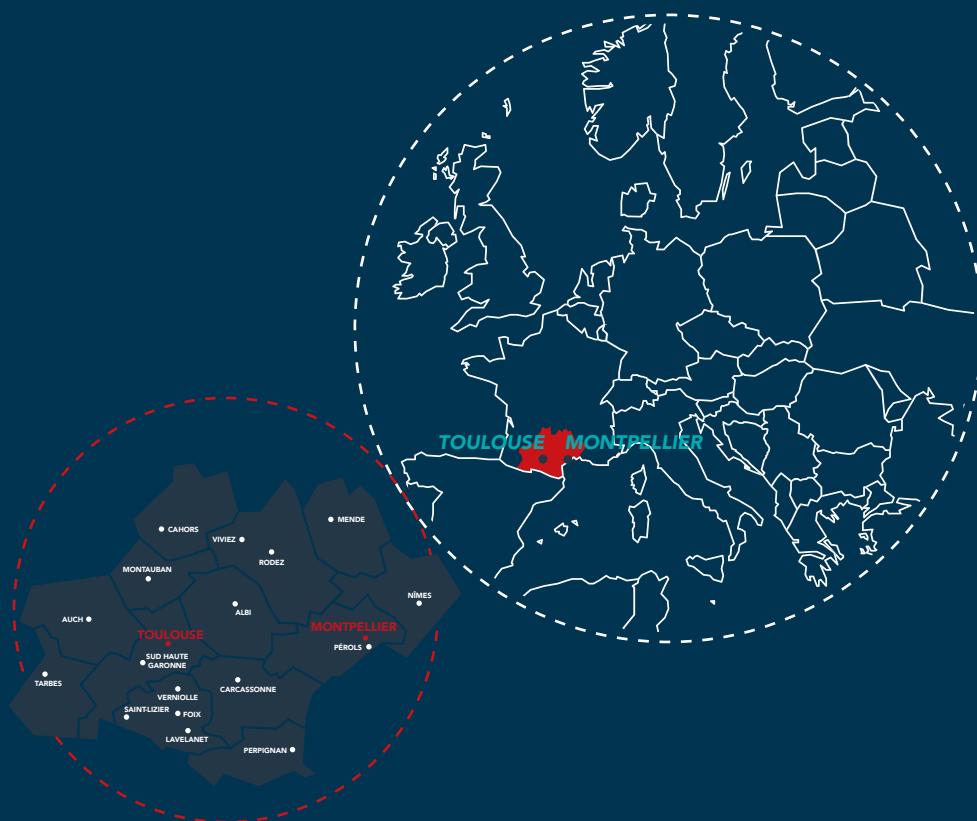 TOULOUSE
MONTPELLIER
CAHORS
MENDE
VIVIEZ
RODEZ
MONTAUBAN
NÎMES
ALBI
AUCH
TOULOUSE
MONTPELLIER
PÉROLS
SUD HAUTE
GARONNE
TARBES
CARCASSONNE
VERNIOLLE
SAINT-LIZIER
FOIX
LAVELANET
PERPIGNAN